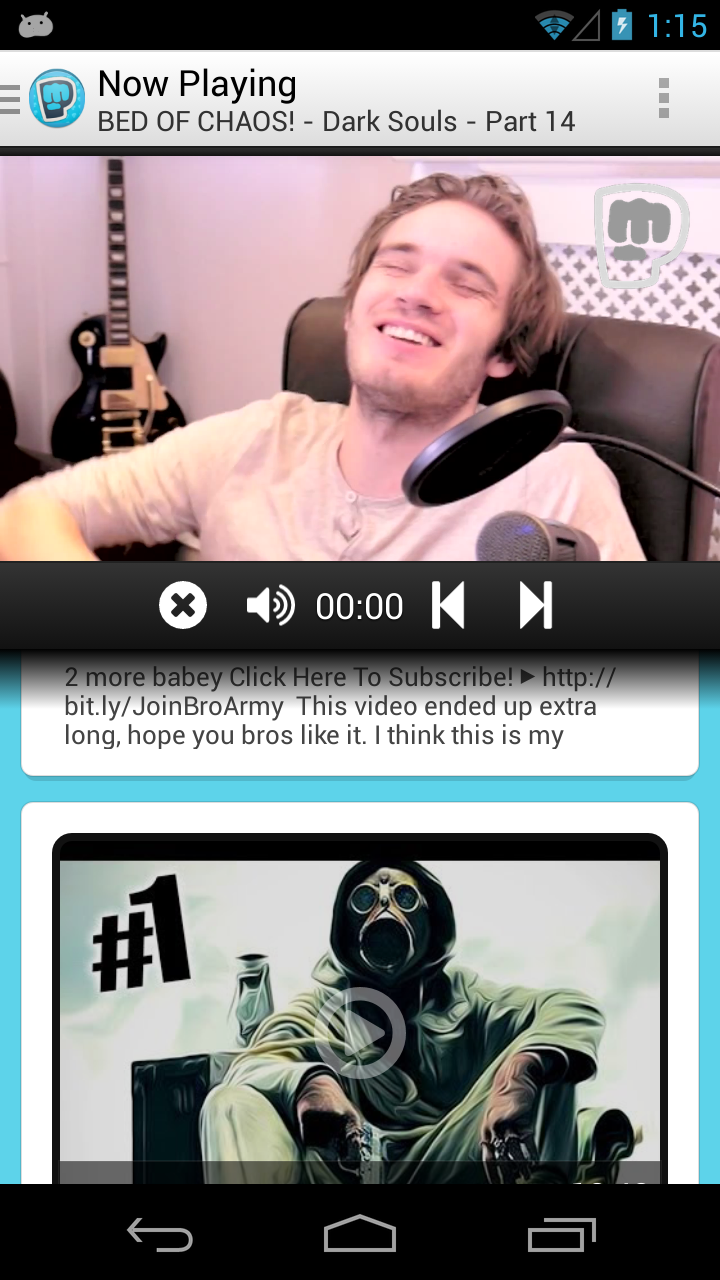 1:15
Now Playing
BED OF CHAOS! - Dark Souls - Part 14
00:00
2 more babey Click Here To Subscribe! ► http://
bit.ly/JoinBroArmy  This video ended up extra
long, hope you bros like it. I think this is my
#1